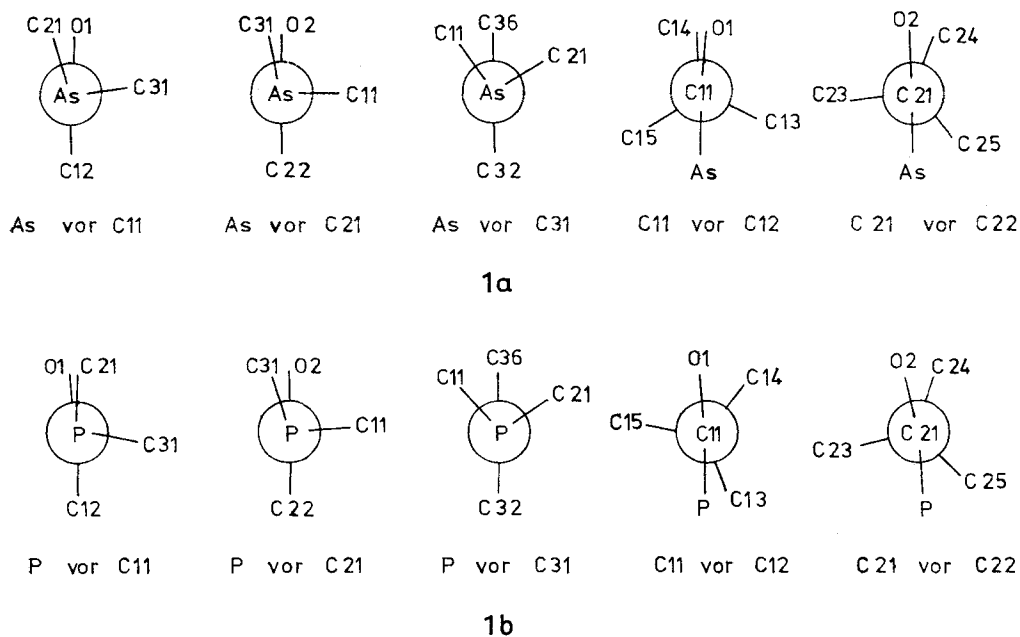 C21 O1 C31 O2 C36 C11 C21 C14 O1 O2 C24
As C31 As C11 As C11 C23 C21
C15 C13 C25
C12 C22 C32 As As
As vor C11 As vor C21 As vor C31 C11 vor C12 C21 vor C22
1a
O1 C21 C31 O2 C36 C11 C21 O1 C14 O2 C24
P C31 P C11 P C15 C11 C23 C21
C12 C22 C32 P C13 C25 P
P vor C11 P vor C21 P vor C31 C11 vor C12 C21 vor C22
1b